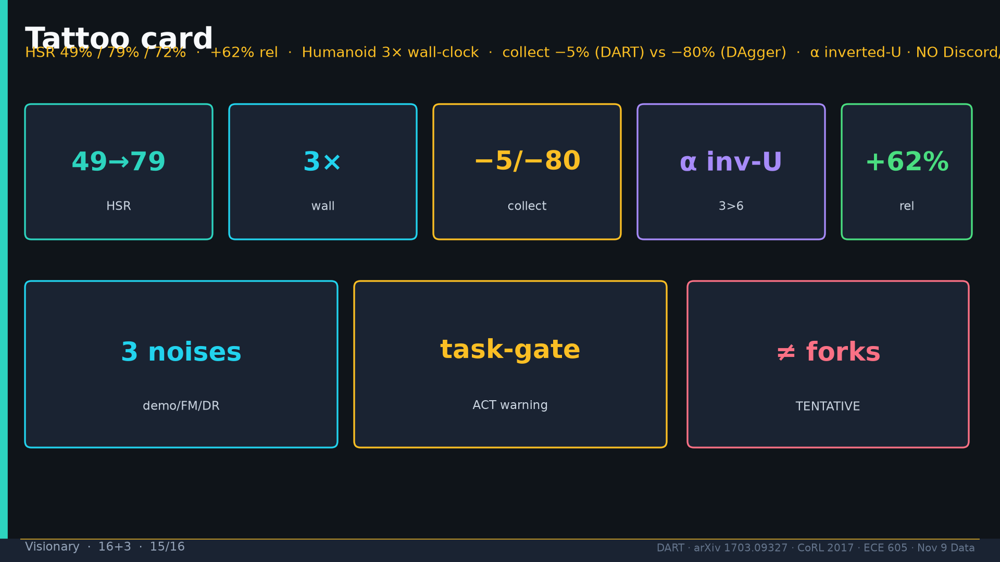 Tattoo card
HSR 49% / 79% / 72% · +62% rel · Humanoid 3× wall-clock · collect −5% (DART) vs −80% (DAgger) · α inverted-U · NO Discord/
49→79
HSR
3×
wall
−5/−80
collect
α inv-U
3>6
+62%
rel
3 noises
demo/FM/DR
task-gate
ACT warning
≠ forks
TENTATIVE
Visionary · 16+3 · 15/16
DART · arXiv 1703.09327 · CoRL 2017 · ECE 605 · Nov 9 Data